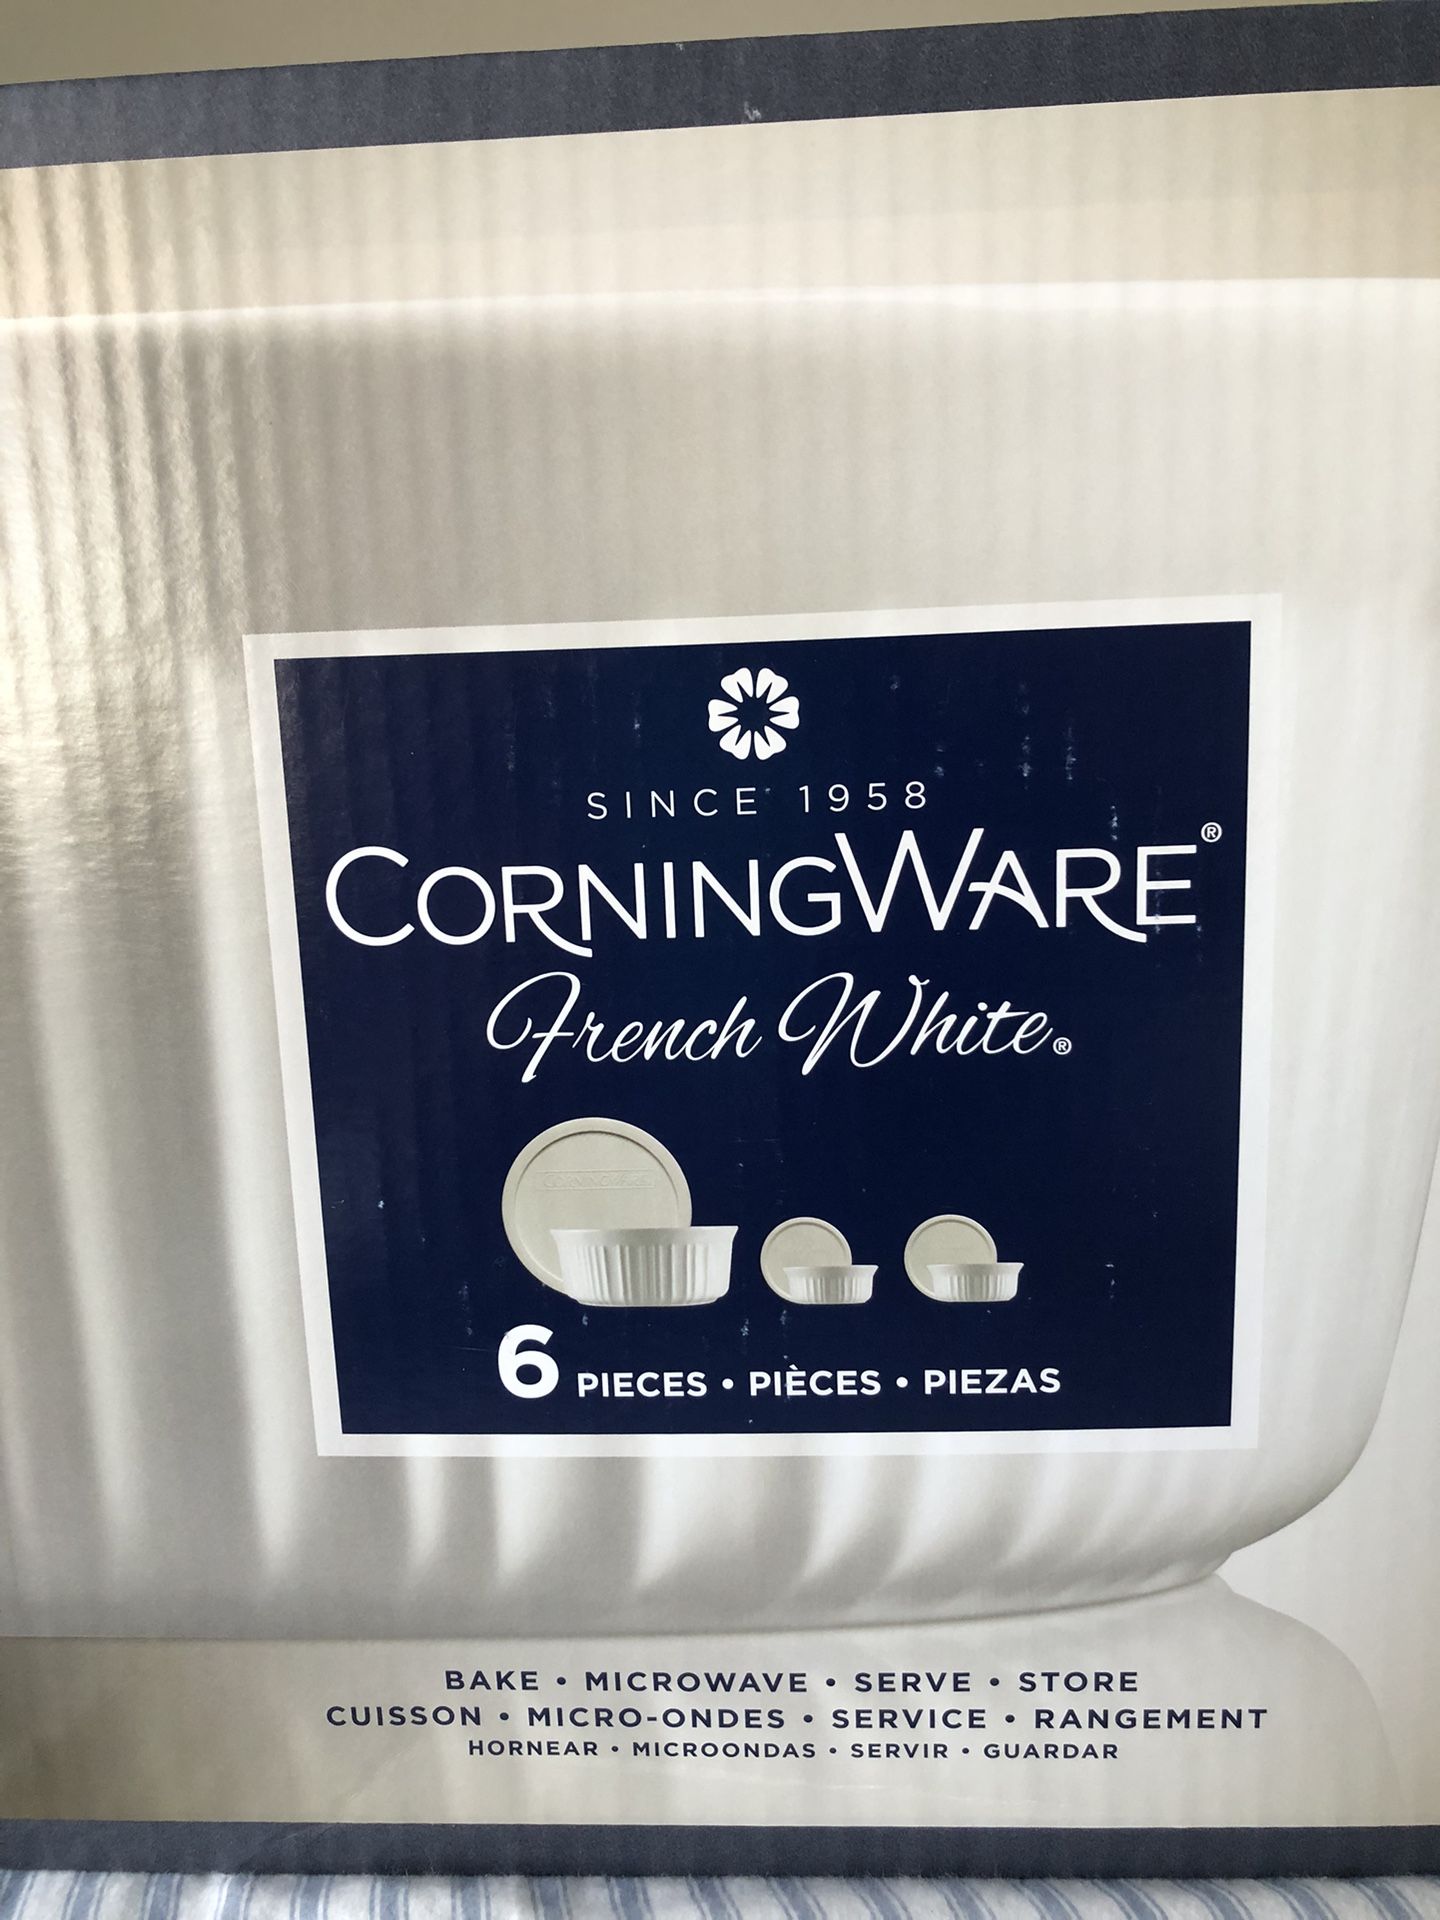 SINCE 1958
CORNINGWARE®
French White®
CORNINGWARE
6 PIECES • PIÈCES • PIEZAS
BAKE • MICROWAVE • SERVE • STORE
CUISSON • MICRO-ONDES • SERVICE • RANGEMENT
HORNEAR • MICROONDAS • SERVIR • GUARDAR